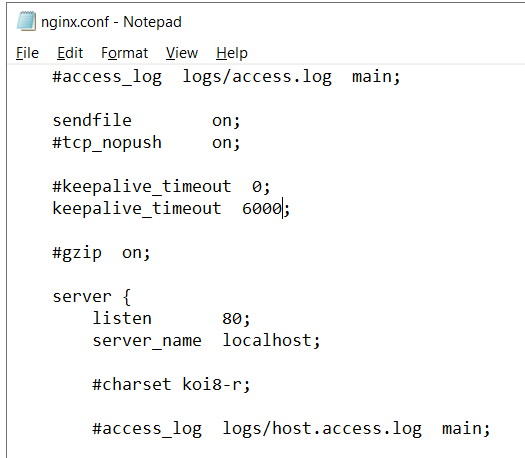 nginx.conf - Notepad
File Edit Format View Help
#access_log  logs/access.log  main;
sendfile        on;
#tcp_nopush     on;
#keepalive_timeout  0;
keepalive_timeout  6000;
#gzip  on;
server {
listen       80;
server_name  localhost;
#charset koi8-r;
#access_log  logs/host.access.log  main;